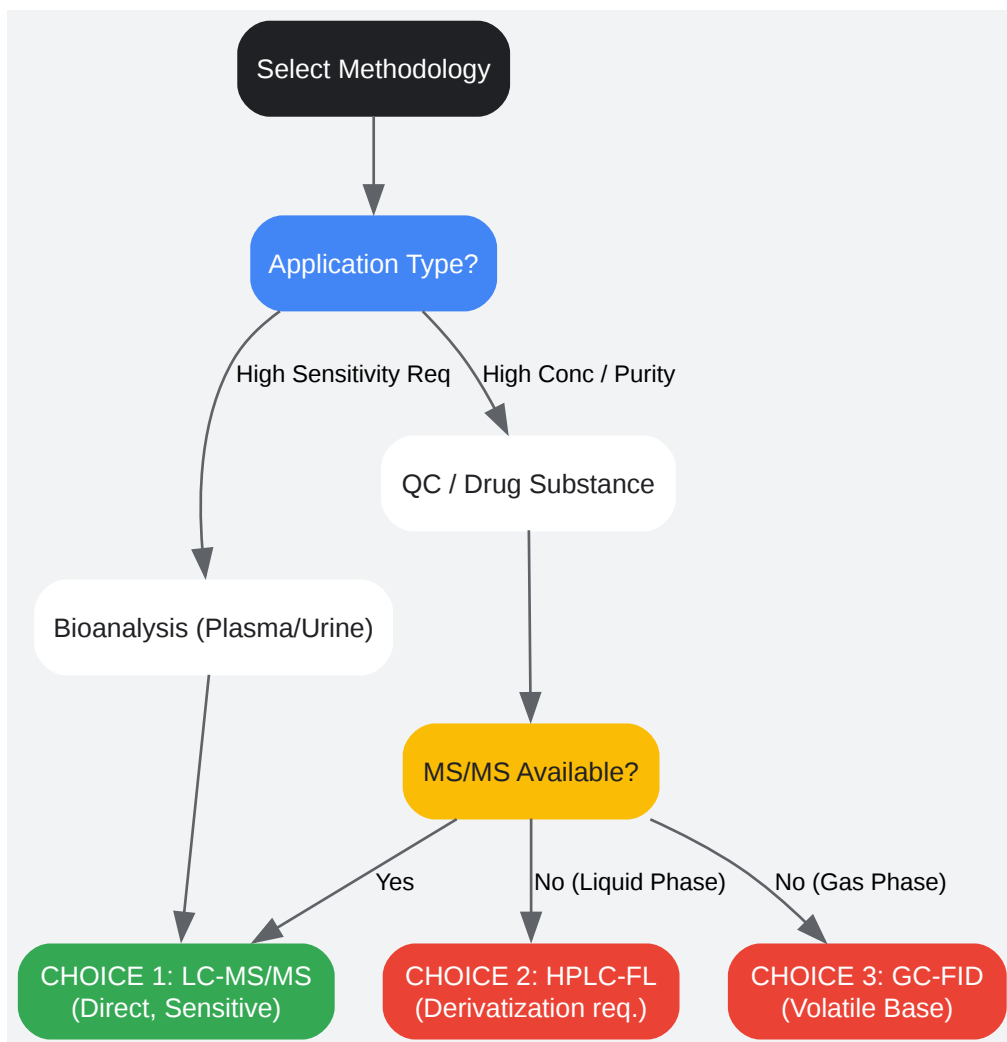 Select Methodology
Application Type?
High Sensitivity Req
High Conc / Purity
QC / Drug Substance
Bioanalysis (Plasma/Urine)
MS/MS Available?
Yes
No (Liquid Phase)
No (Gas Phase)
CHOICE 1: LC-MS/MS
(Direct, Sensitive)
CHOICE 2: HPLC-FL
(Derivatization req.)
CHOICE 3: GC-FID
(Volatile Base)